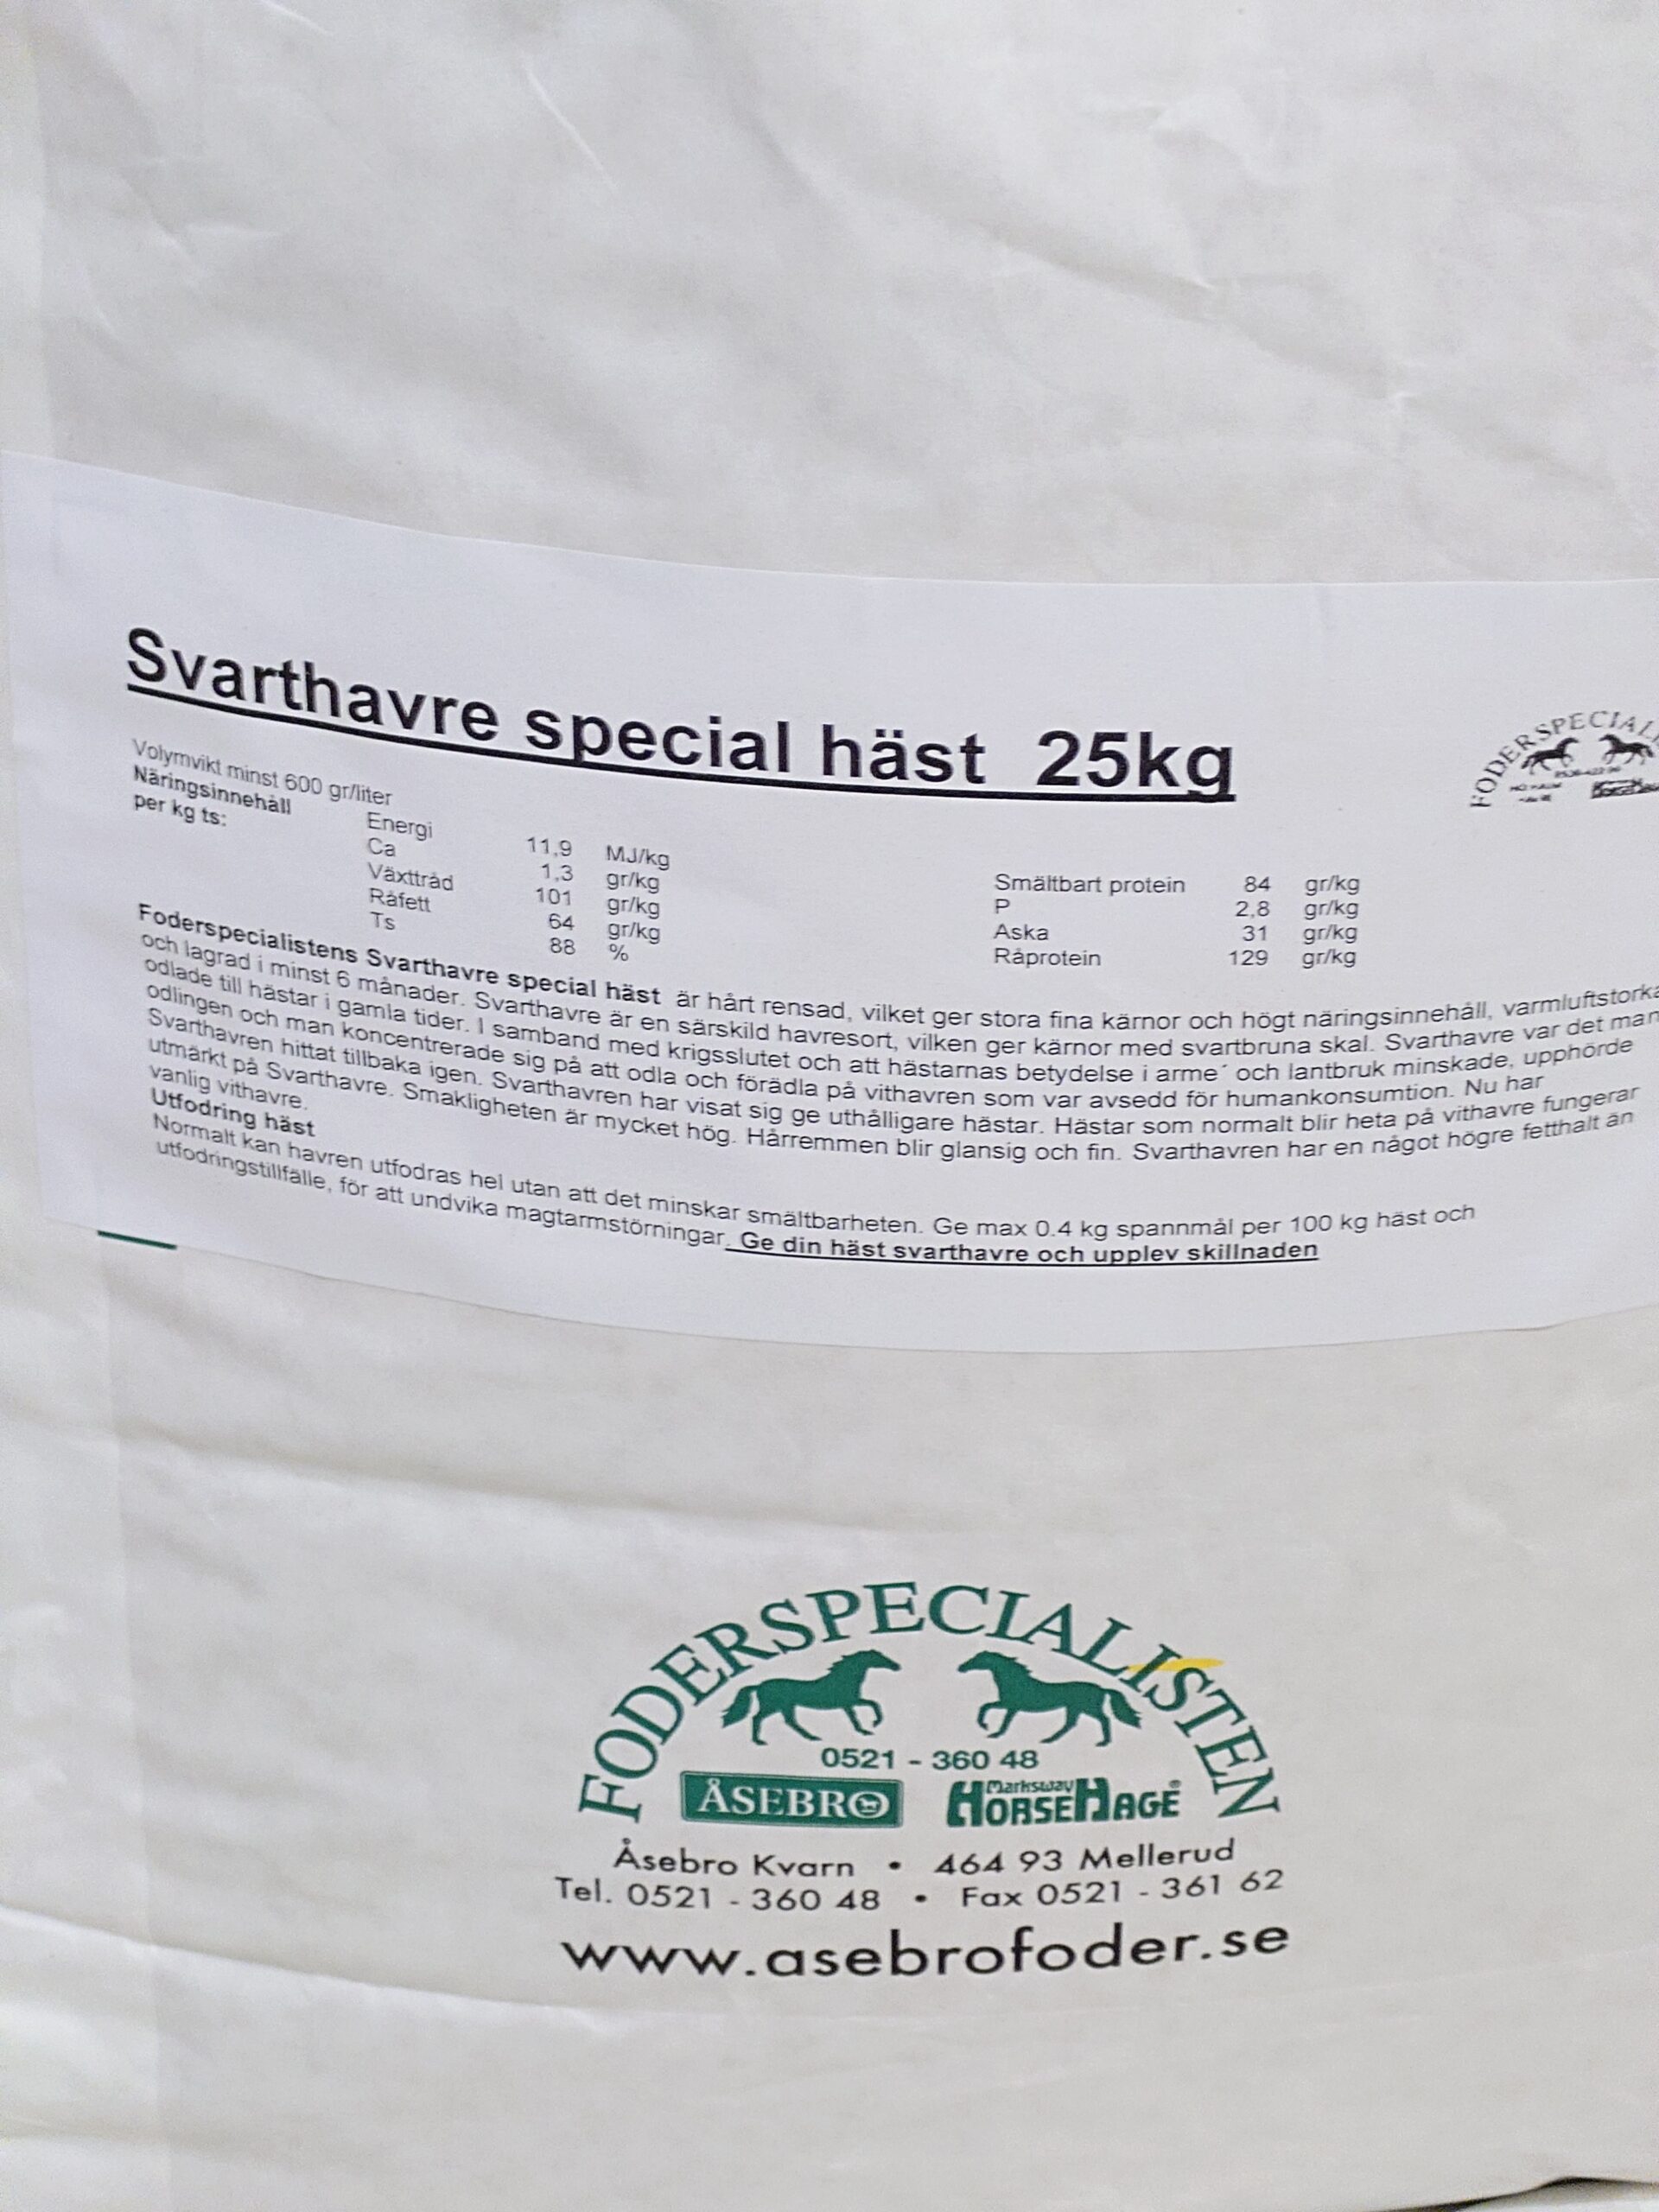 Svarthavre special häst 25kg
Volymvikt minst 600 gr/liter
Näringsinnehåll
per kg ts:
Energi 11,9 MJ/kg
Ca 1,3 gr/kg
Växttråd 101 gr/kg
Råfett 64 gr/kg
Ts 88 %
Smältbart protein 84 gr/kg
P 2,8 gr/kg
Aska 31 gr/kg
Råprotein 129 gr/kg
FODERSPECIALI
Foderspecialistens Svarthavre special häst är hårt rensad, vilket ger stora fina kärnor och högt näringsinnehåll, varmluftstorka
och lagrad i minst 6 månader. Svarthavre är en särskild havresort, vilken ger kärnor med svartbruna skal. Svarthavre var det man
odlade till hästar i gamla tider. I samband med krigsslutet och att hästarnas betydelse i arme´ och lantbruk minskade, upphörde
odlingen och man koncentrerade sig på att odla och förädla på vithavren som var avsedd för humankonsumtion. Nu har
Svarthavren hittat tillbaka igen. Svarthavren har visat sig ge uthålligare hästar. Hästar som normalt blir heta på vithavre fungerar
utmärkt på Svarthavre. Smakligheten är mycket hög. Hårremmen blir glansig och fin. Svarthavren har en något högre fetthalt än
vanlig vithavre.
Utfodring häst
Normalt kan havren utfodras hel utan att det minskar smältbarheten. Ge max 0.4 kg spannmål per 100 kg häst och
utfodringstillfälle, för att undvika magtarmstörningar. Ge din häst svarthavre och upplev skillnaden
FODERSPECIALISTEN
0521 - 360 48
ÅSEBRO
Marksway HORSEHAGE®
Åsebro Kvarn • 464 93 Mellerud
Tel. 0521 - 360 48 • Fax 0521 - 361 62
www.asebrofoder.se